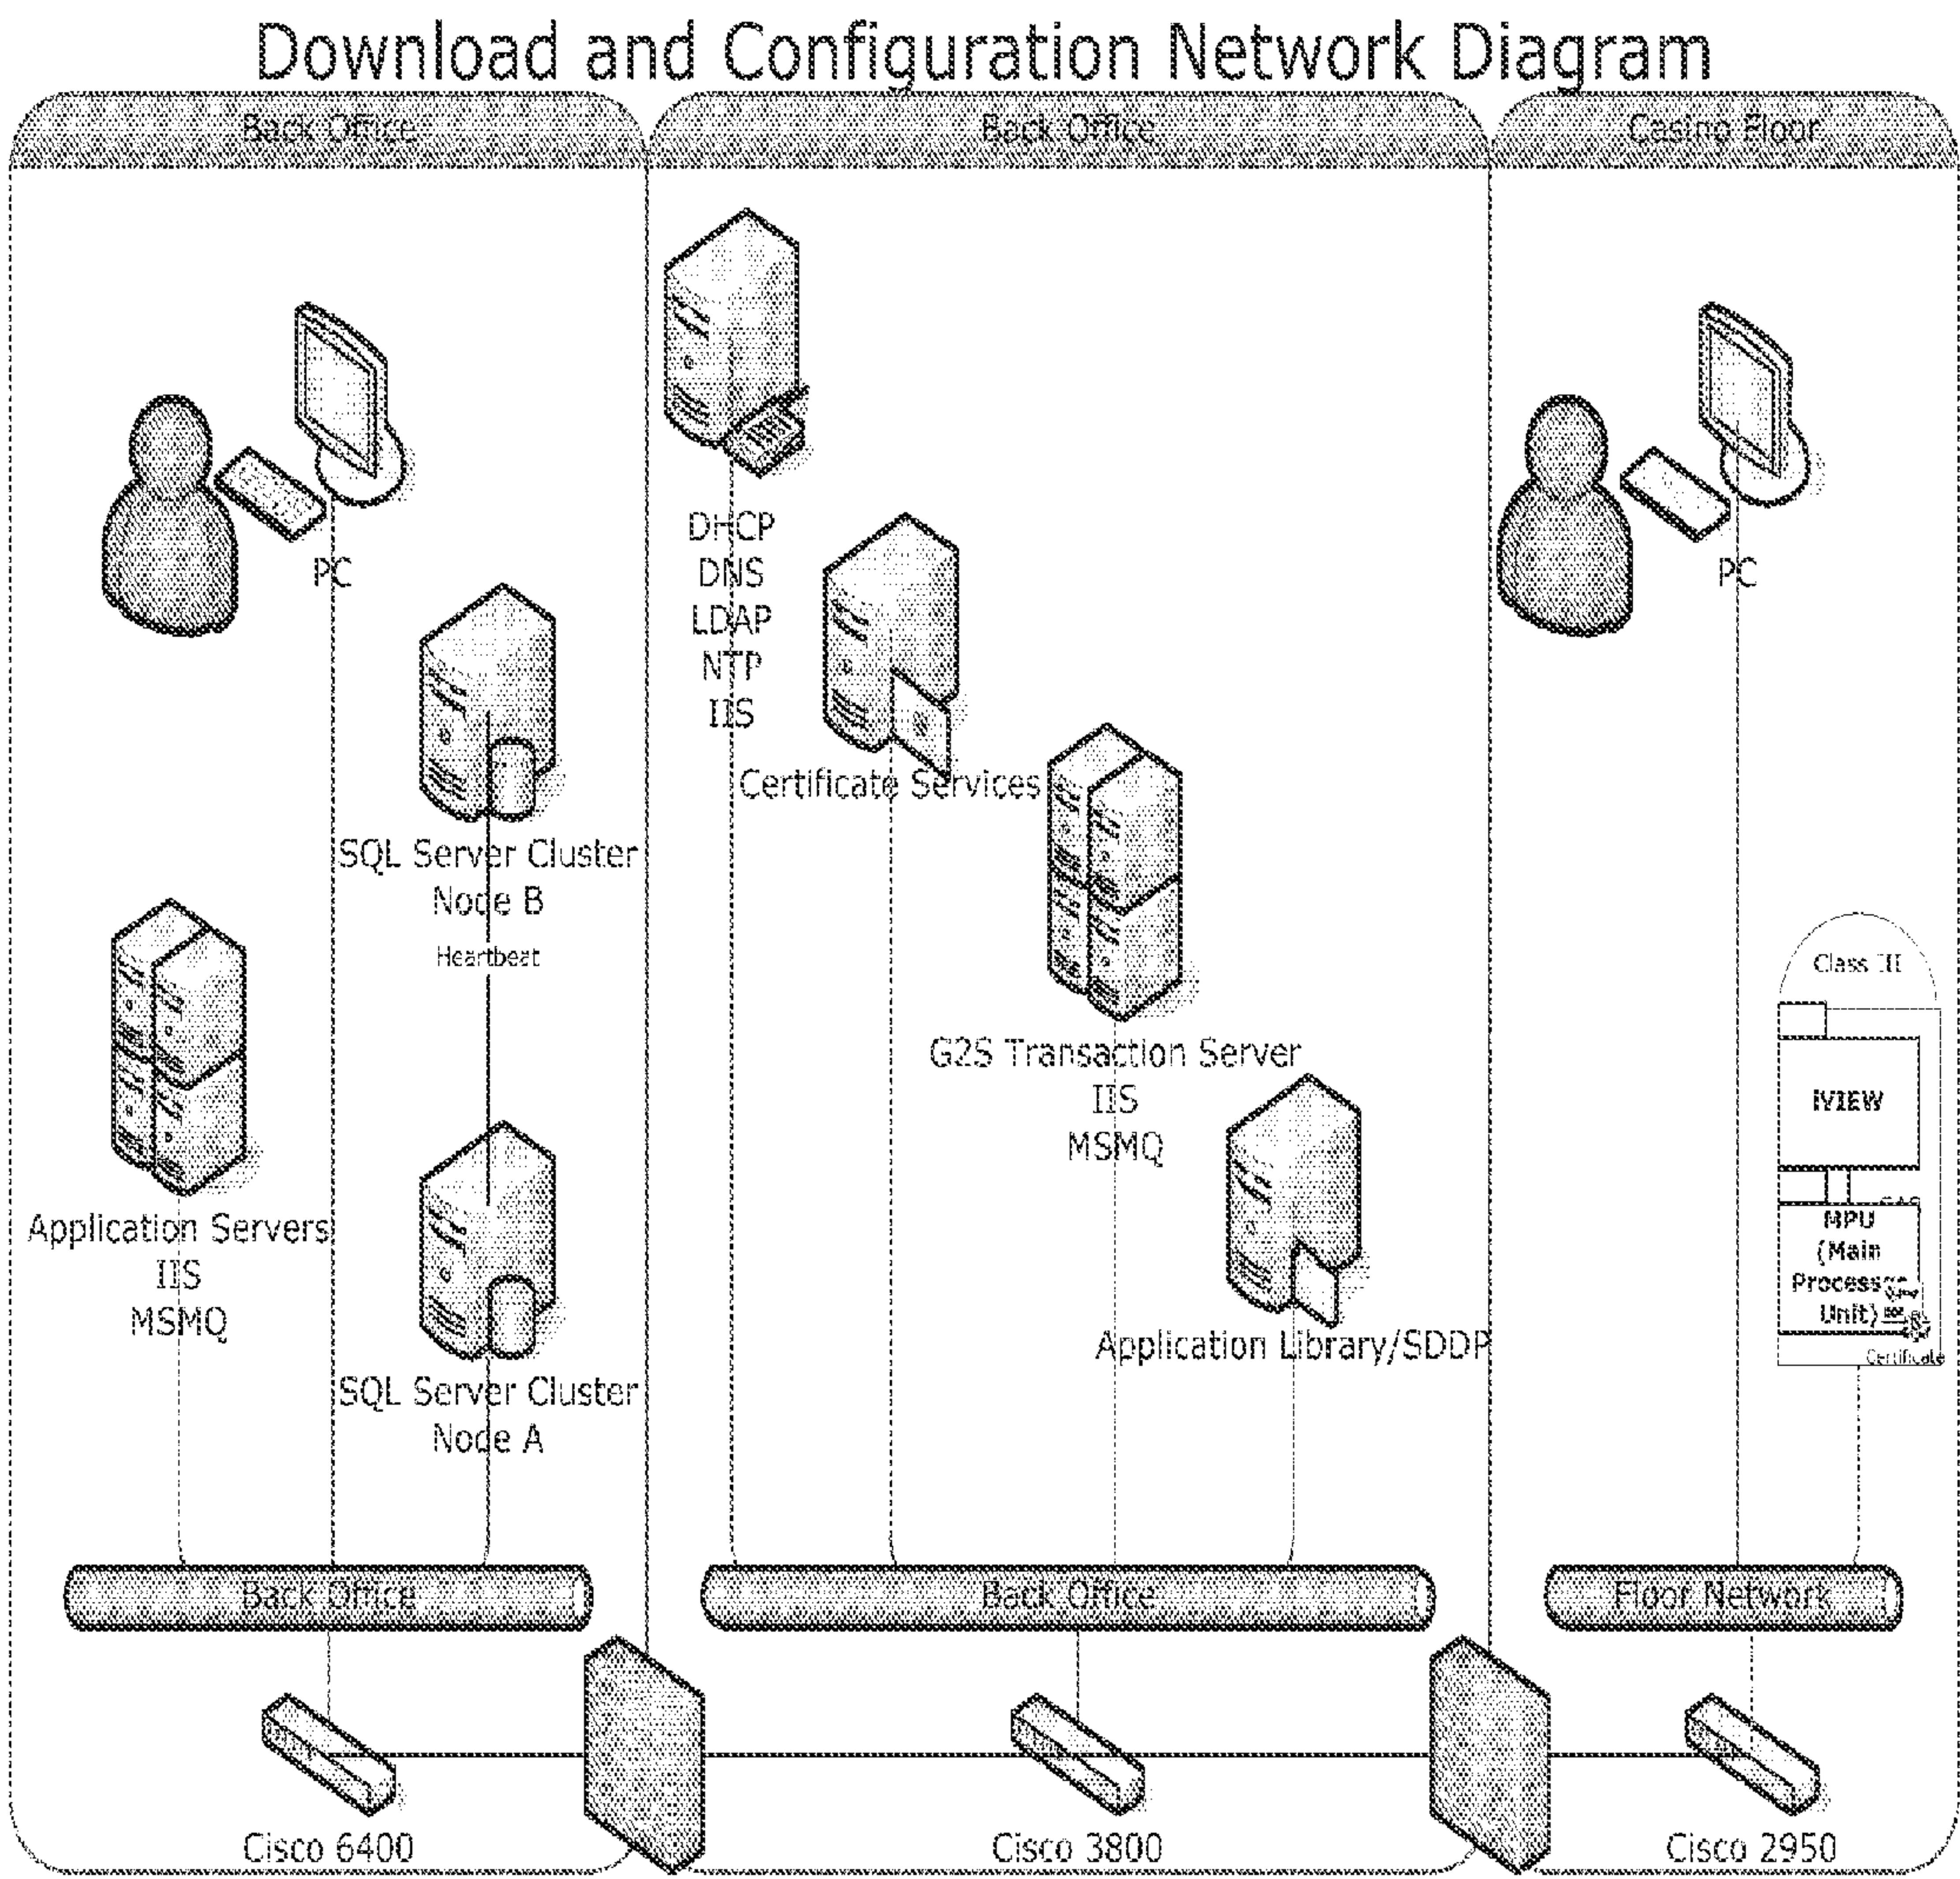 Download and Configuration Network Diagram
Back Office
Back Office
Casino Floor
PC
SQL Server Cluster
Node B
Heartbeat
Application Servers
IIS
MSMQ
SQL Server Cluster
Node A
DHCP
DNS
LDAP
NTP
IIS
Certificate Services
G2S Transaction Server
IIS
MSMQ
Application Library/SDDP
PC
Class III
iVIEW
MPU
(Main
Processor
Unit)
Certificate
Back Office
Back Office
Floor Network
Cisco 6400
Cisco 3800
Cisco 2950